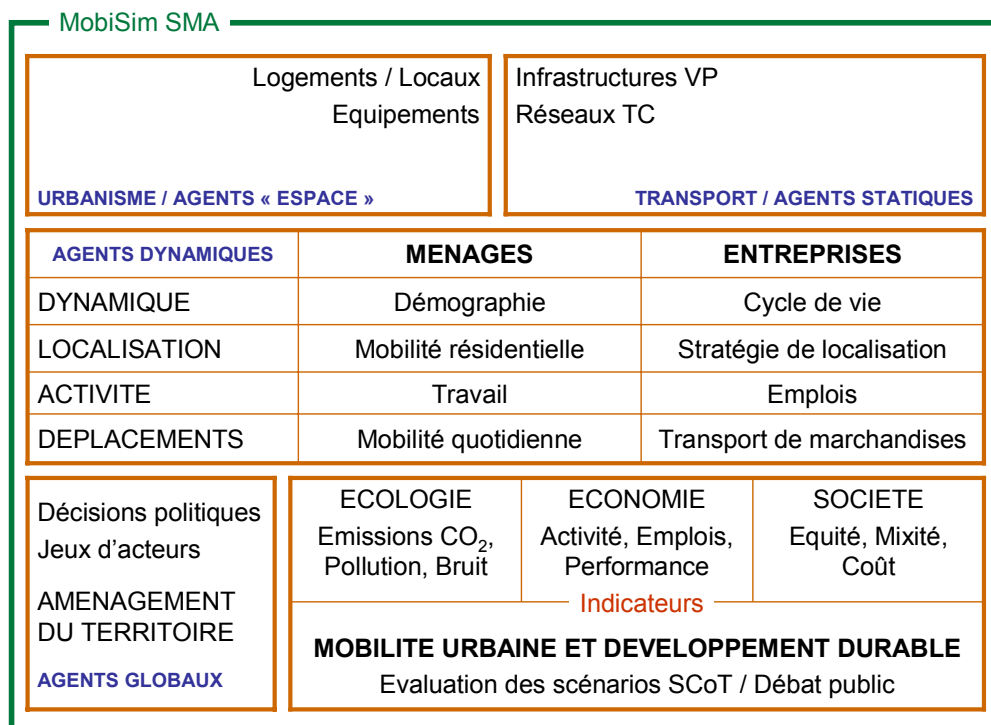 MobiSim SMA
Logements / Locaux
Equipements
URBANISME / AGENTS « ESPACE »
Infrastructures VP
Réseaux TC
TRANSPORT / AGENTS STATIQUES
AGENTS DYNAMIQUES MENAGES ENTREPRISES
DYNAMIQUE Démographie Cycle de vie
LOCALISATION Mobilité résidentielle Stratégie de localisation
ACTIVITE Travail Emplois
DEPLACEMENTS Mobilité quotidienne Transport de marchandises
Décisions politiques
Jeux d'acteurs
AMENAGEMENT
DU TERRITOIRE
AGENTS GLOBAUX
ECOLOGIE
Emissions CO₂,
Pollution, Bruit
ECONOMIE
Activité, Emplois,
Performance
SOCIETE
Equité, Mixité,
Coût
Indicateurs
MOBILITE URBAINE ET DEVELOPPEMENT DURABLE
Evaluation des scénarios SCoT / Débat public